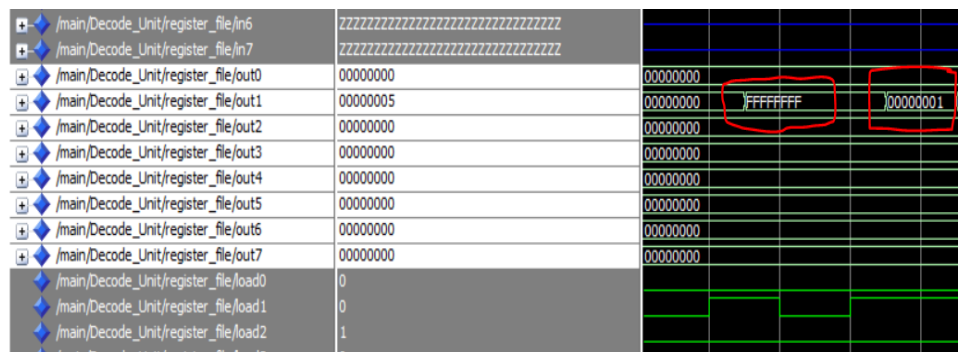 /main/Decode_Unit/register_file/in6 ZZZZZZZZZZZZZZZZZZZZZZZZZZZZZZZZ
/main/Decode_Unit/register_file/in7 ZZZZZZZZZZZZZZZZZZZZZZZZZZZZZZZZ
/main/Decode_Unit/register_file/out0 00000000 00000000
/main/Decode_Unit/register_file/out1 00000005 00000000 FFFFFFFF 00000001
/main/Decode_Unit/register_file/out2 00000000 00000000
/main/Decode_Unit/register_file/out3 00000000 00000000
/main/Decode_Unit/register_file/out4 00000000 00000000
/main/Decode_Unit/register_file/out5 00000000 00000000
/main/Decode_Unit/register_file/out6 00000000 00000000
/main/Decode_Unit/register_file/out7 00000000 00000000
/main/Decode_Unit/register_file/load0 0
/main/Decode_Unit/register_file/load1 0
/main/Decode_Unit/register_file/load2 1